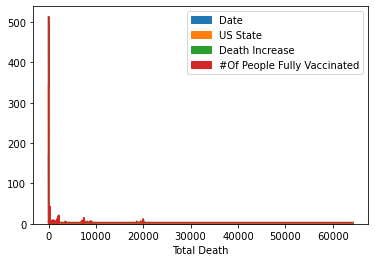 500
400
300
200
100
0
Date
US State
Death Increase
#Of People Fully Vaccinated
0 10000 20000 30000 40000 50000 60000
Total Death